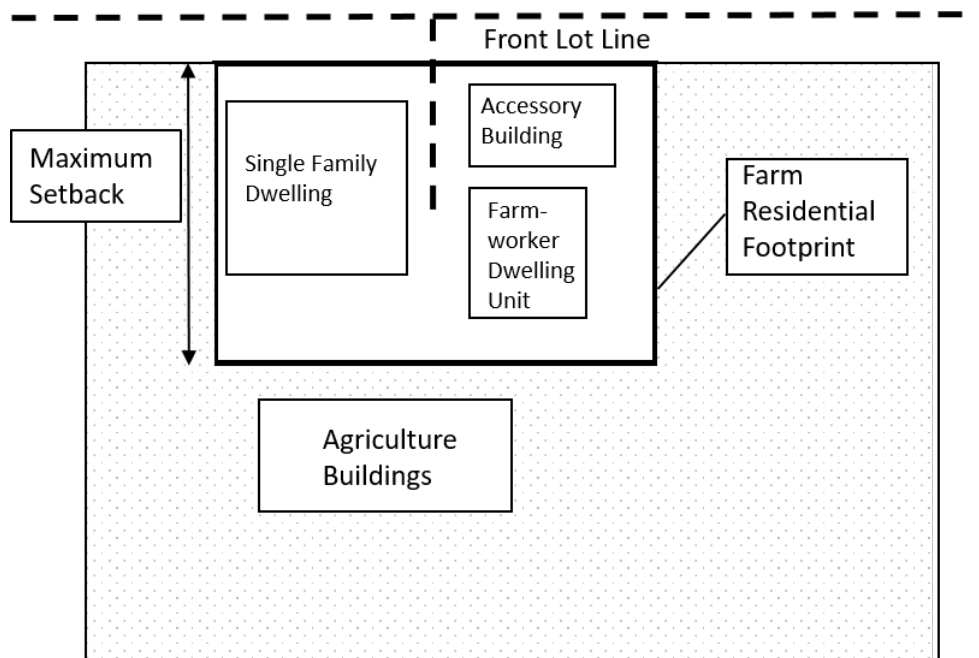 Front Lot Line
Maximum
Setback
Single Family
Dwelling
Accessory
Building
Farm-
worker
Dwelling
Unit
Farm
Residential
Footprint
Agriculture
Buildings